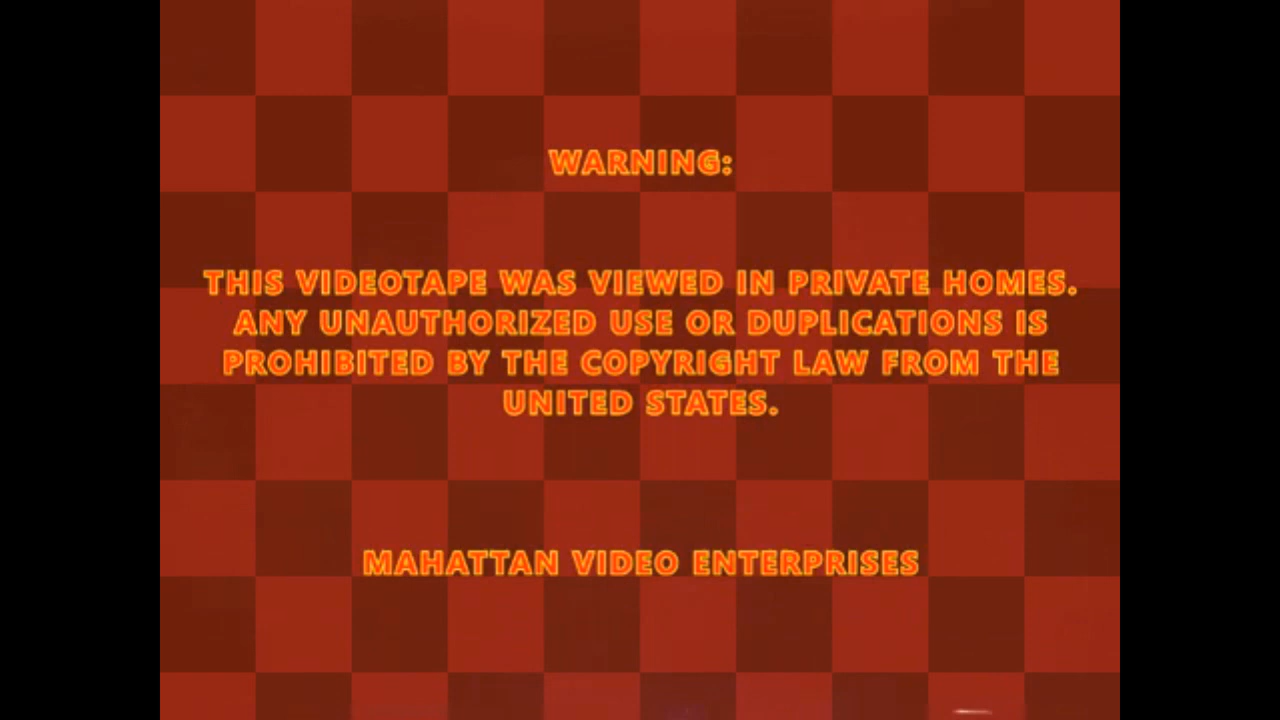 WARNING:
THIS VIDEOTAPE WAS VIEWED IN PRIVATE HOMES.
ANY UNAUTHORIZED USE OR DUPLICATIONS IS
PROHIBITED BY THE COPYRIGHT LAW FROM THE
UNITED STATES.
MAHATTAN VIDEO ENTERPRISES